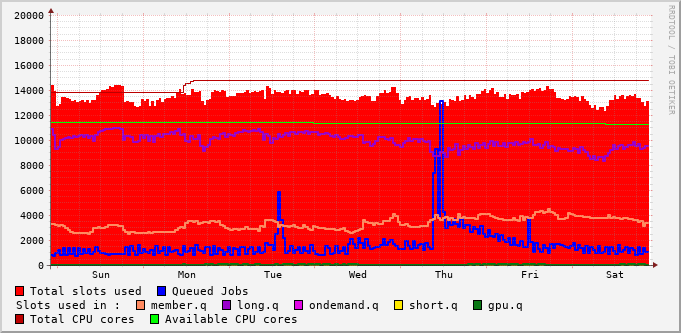 20000
18000
16000
14000
12000
10000
8000
6000
4000
2000
0
Sun Mon Tue Wed Thu Fri Sat
RRDTOOL / TOBI OETIKER
Total slots used Queued Jobs
Slots used in : member.q long.q ondemand.q short.q gpu.q
Total CPU cores Available CPU cores